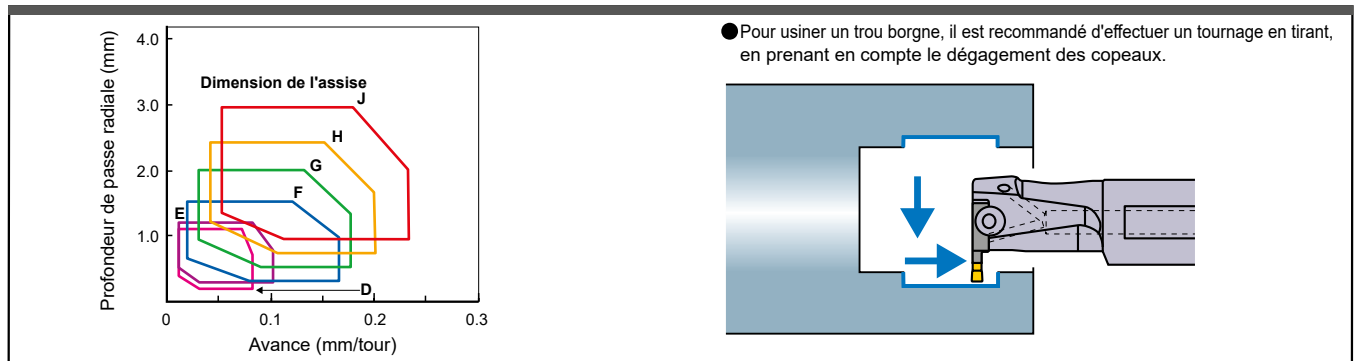 Profondeur de passe radiale (mm)
4.0
3.0
2.0
1.0
Dimension de l'assise
J
H
G
F
E
D
0
0.1
0.2
0.3
Avance (mm/tour)
●Pour usiner un trou borgne, il est recommandé d'effectuer un tournage en tirant,
en prenant en compte le dégagement des copeaux.